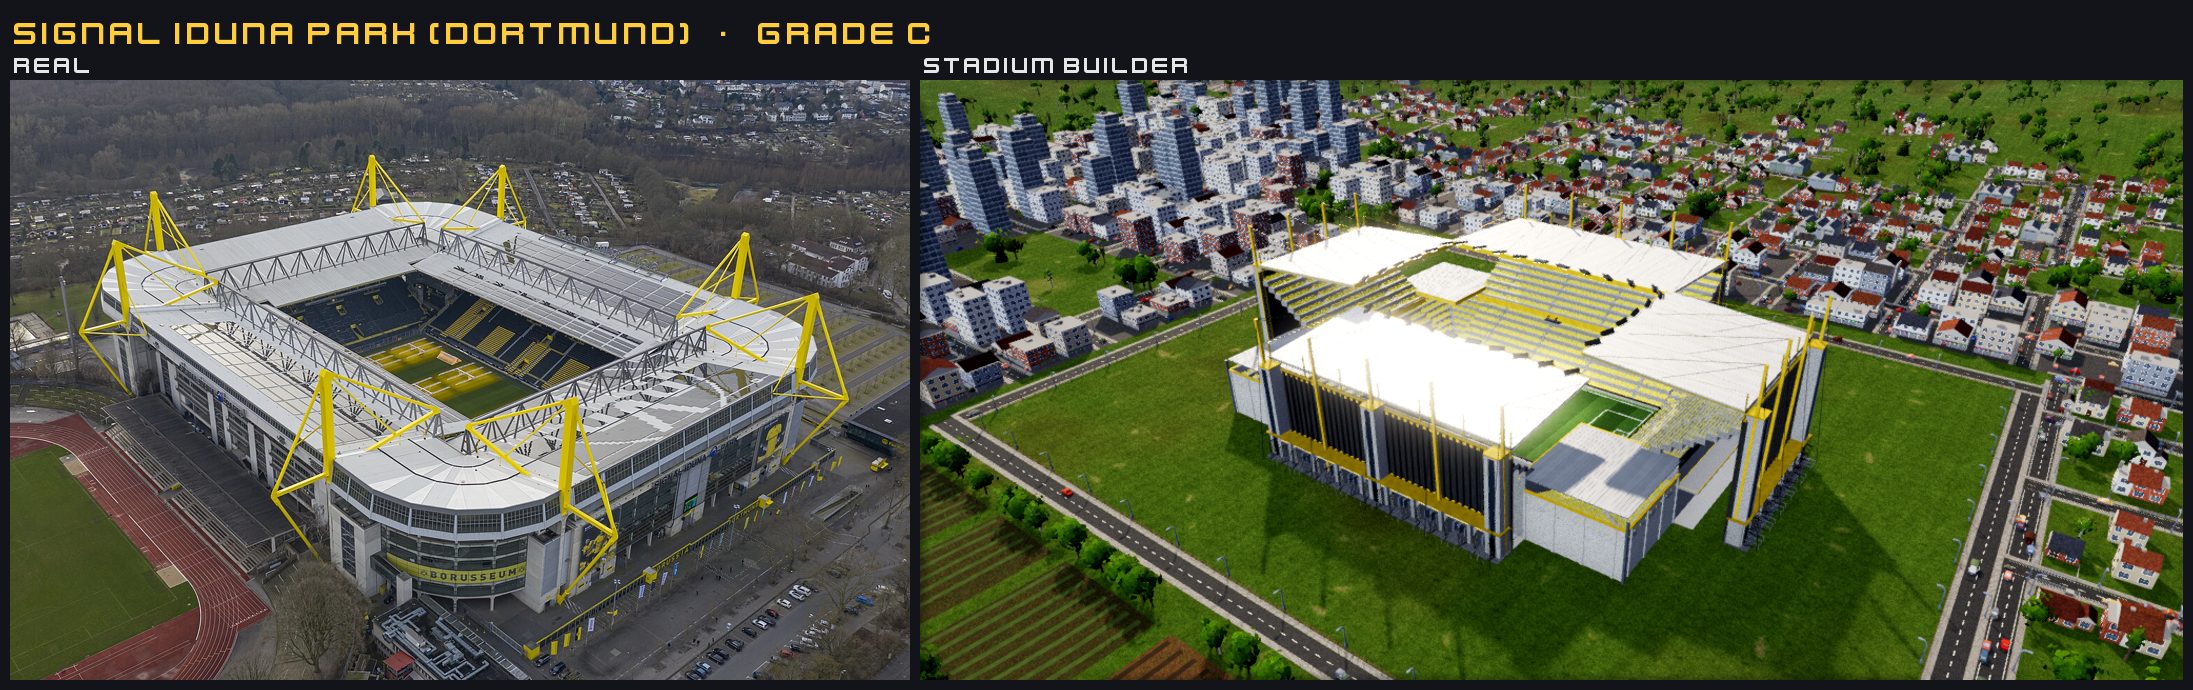 SIGNAL IDUNA PARK (DORTMUND) · GRADE C
REAL
STADIUM BUILDER
BORUSSEUM